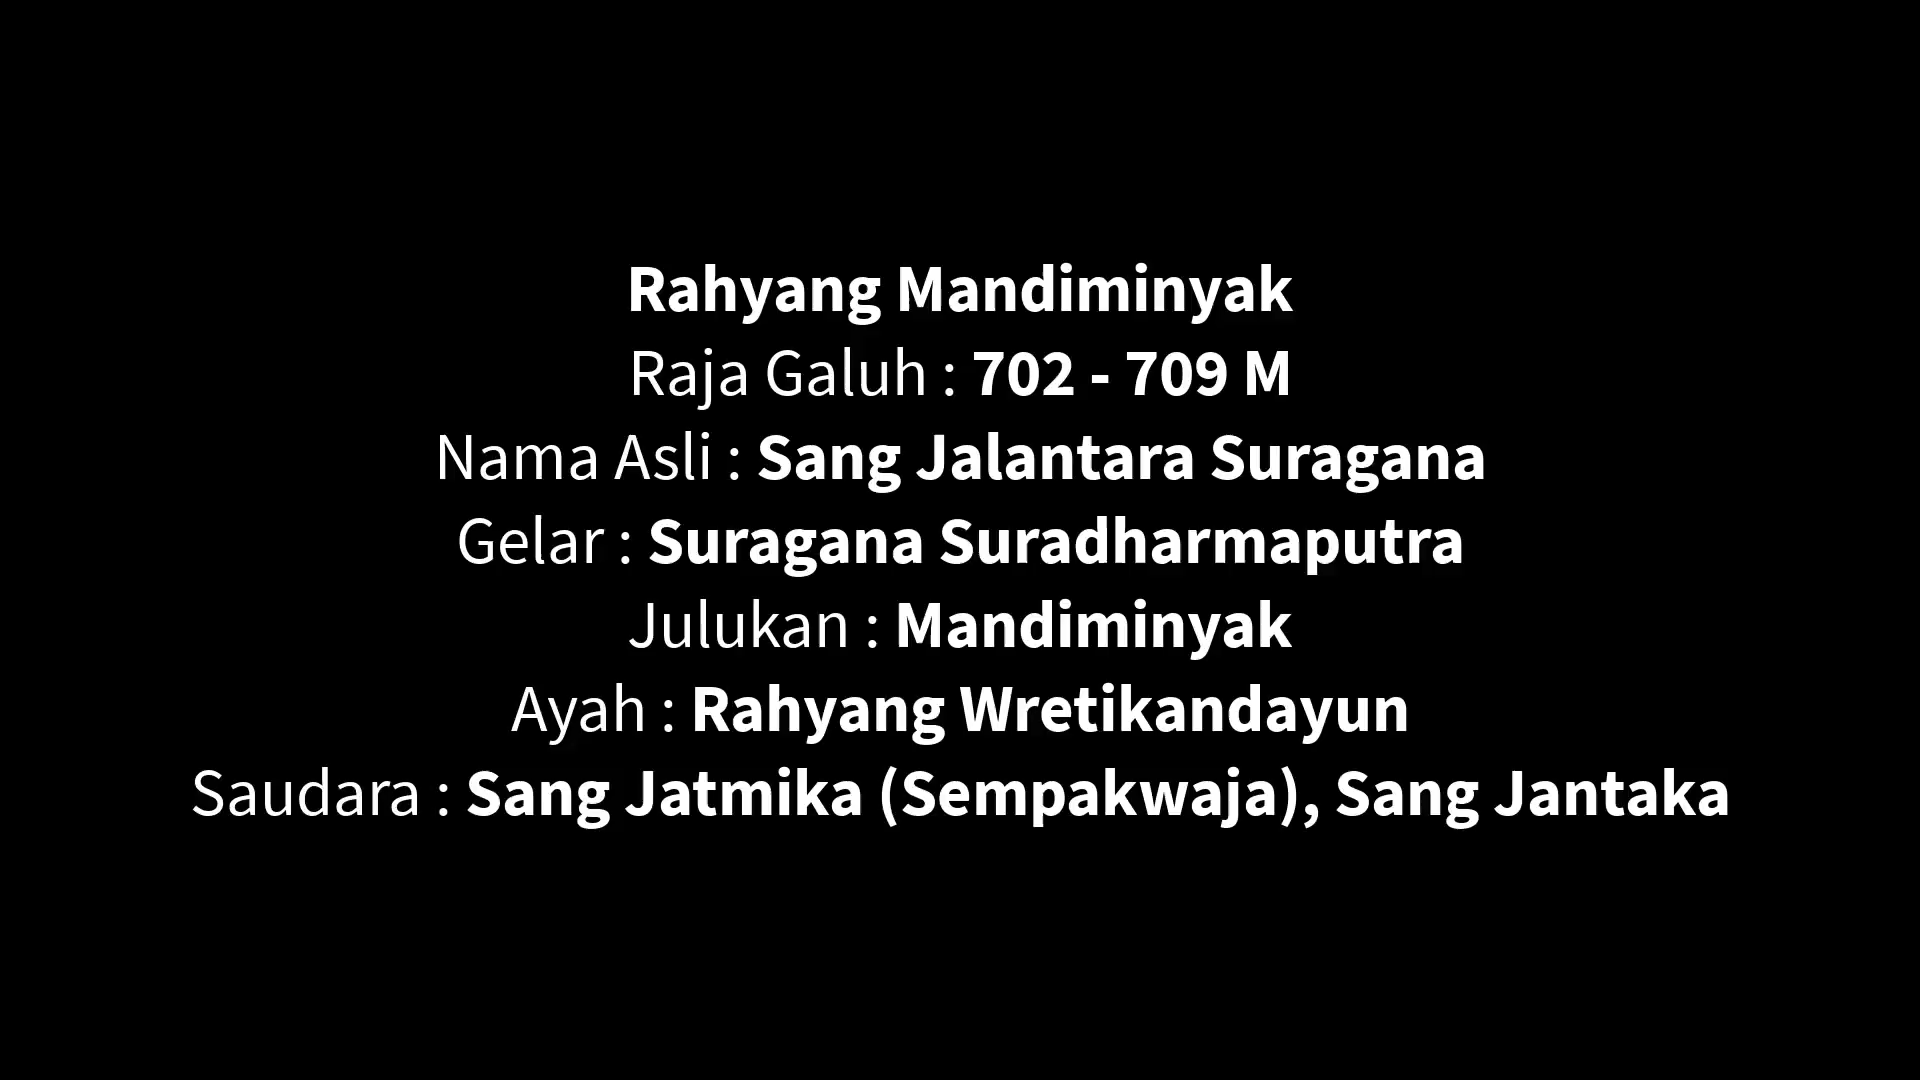 Rahyang Mandiminyak
Raja Galuh : 702 - 709 M
Nama Asli : Sang Jalantara Suragana
Gelar : Suragana Suradharmaputra
Julukan : Mandiminyak
Ayah : Rahyang Wretikandayun
Saudara : Sang Jatmika (Sempakwaja), Sang Jantaka